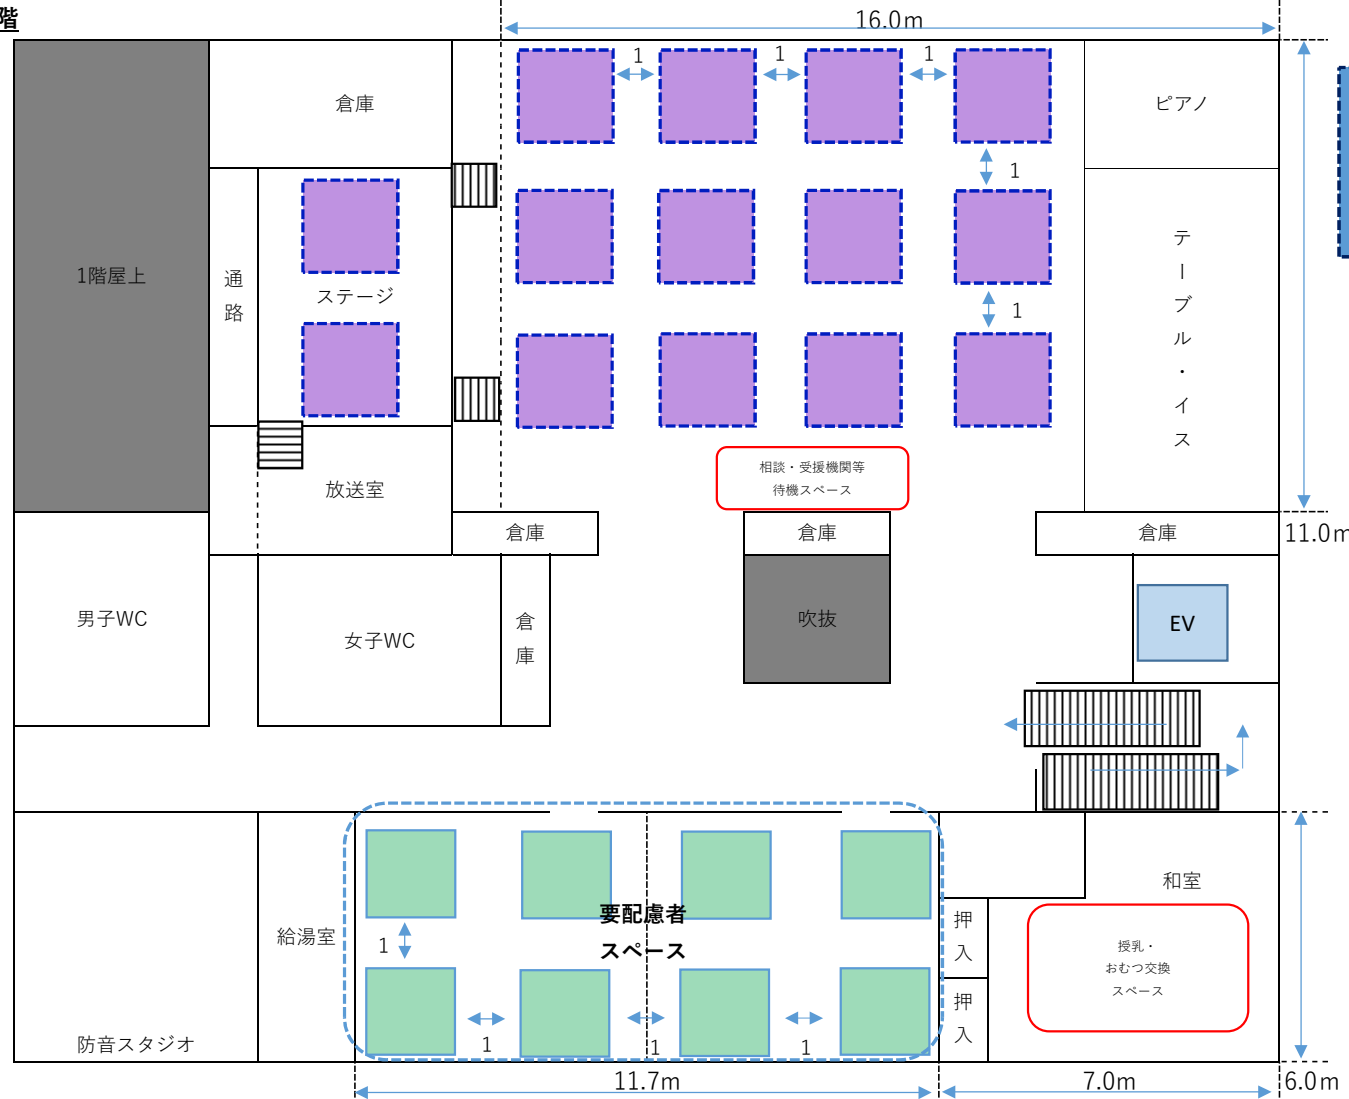 階
16.0m
1
1
1
倉庫
ピアノ
1
1階屋上
通路
ステージ
テーブル・イス
1
放送室
相談・受援機関等
待機スペース
倉庫
倉庫
倉庫
11.0m
男子WC
女子WC
倉庫
吹抜
EV
要配慮者
スペース
和室
給湯室
1
押入
授乳・
おむつ交換
スペース
押入
防音スタジオ
1
1
1
11.7m
7.0m
6.0m